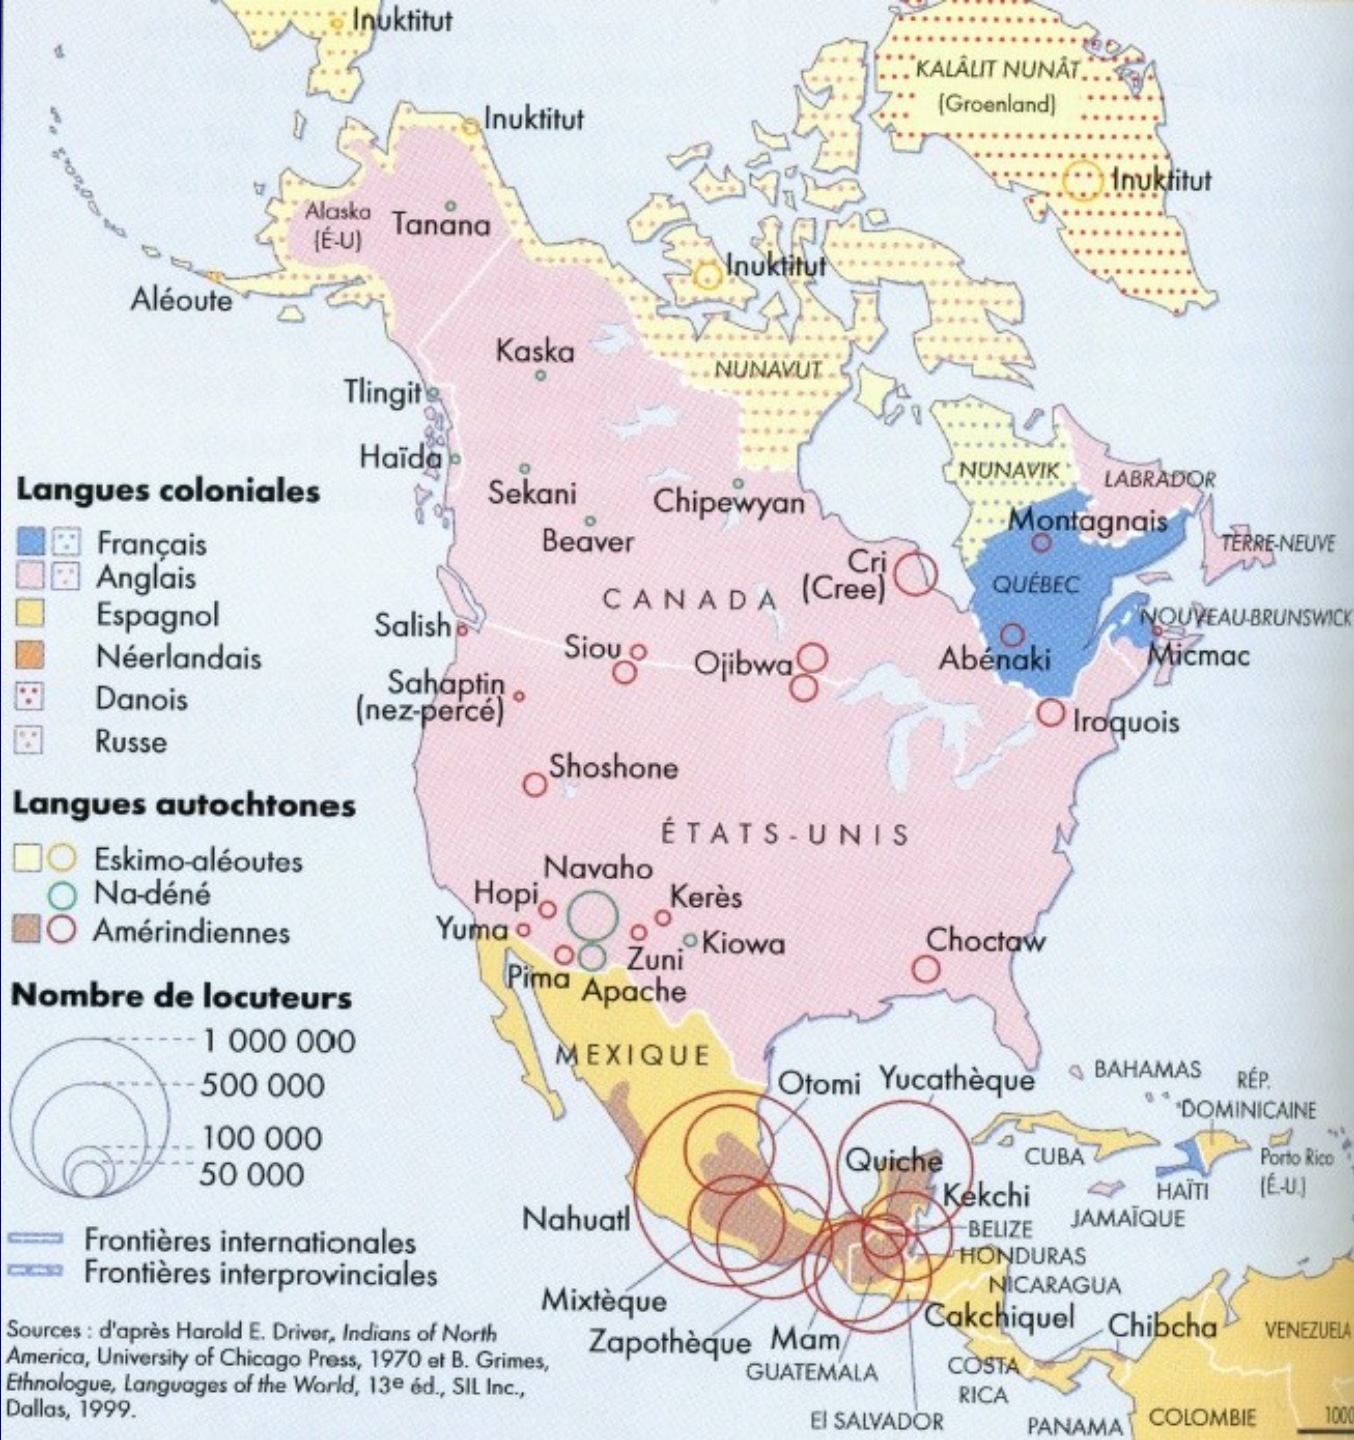 Inuktitut
KALÂLIT NUNÂT
(Groenland)
Inuktitut
Inuktitut
Alaska
(É-U)
Tanana
Inuktitut
Aléoute
Kaska
NUNAVUT
Tlingit
Haïda
NUNAVIK
LABRADOR
Sekani
Chipewyan
Montagnais
Beaver
TERRE-NEUVE
Cri
(Cree)
QUÉBEC
CANADA
NOUVEAU-BRUNSWICK
Salish
Siou
Ojibwa
Abénaki
Micmac
Sahaptin
(nez-percé)
Iroquois
Shoshone
ÉTATS-UNIS
Navaho
Hopi
Kerès
Yuma
Zuni
Kiowa
Choctaw
Pima
Apache
MEXIQUE
Otomi
Yucathèque
BAHAMAS
RÉP.
DOMINICAINE
Quiche
CUBA
Porto Rico
(É.-U.)
HAÏTI
Kekchi
JAMAÏQUE
Nahuatl
BELIZE
HONDURAS
NICARAGUA
Mixtèque
Cakchiquel
Chibcha
Zapothèque
Mam
VENEZUELA
GUATEMALA
COSTA
RICA
El SALVADOR
PANAMA
COLOMBIE
1000
Langues coloniales
Français
Anglais
Espagnol
Néerlandais
Danois
Russe
Langues autochtones
Eskimo-aléoutes
Na-déné
Amérindiennes
Nombre de locuteurs
1 000 000
500 000
100 000
50 000
Frontières internationales
Frontières interprovinciales
Sources : d'après Harold E. Driver, Indians of North
America, University of Chicago Press, 1970 et B. Grimes,
Ethnologue, Languages of the World, 13e éd., SIL Inc.,
Dallas, 1999.